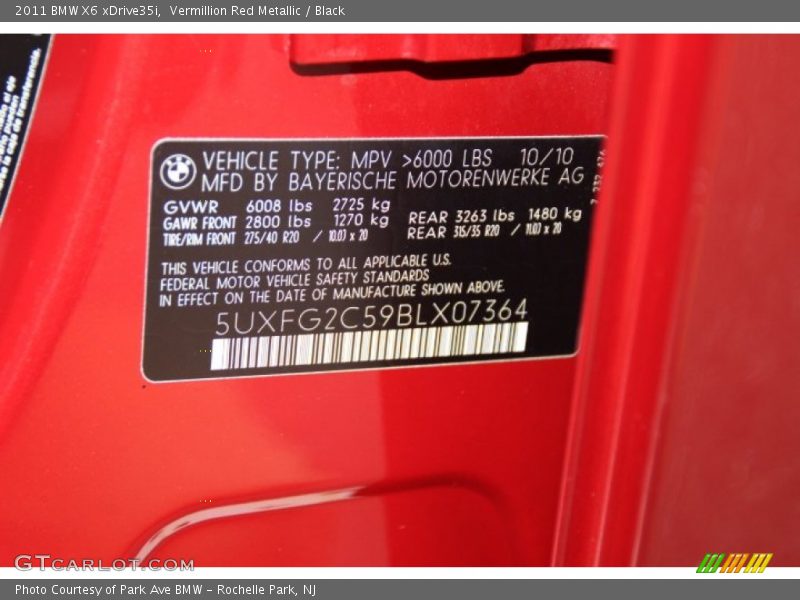 2011 BMW X6 xDrive35i, Vermillion Red Metallic / Black
VEHICLE TYPE: MPV >6000 LBS 10/10
MFD BY BAYERISCHE MOTORENWERKE AG
GVWR 6008 lbs 2725 kg
GAWR FRONT 2800 lbs 1270 kg REAR 3263 lbs 1480 kg
TIRE/RIM FRONT 275/40 R20 / 10.0J x 20 REAR 315/35 R20 / 11.0J x 20
THIS VEHICLE CONFORMS TO ALL APPLICABLE U.S.
FEDERAL MOTOR VEHICLE SAFETY STANDARDS
IN EFFECT ON THE DATE OF MANUFACTURE SHOWN ABOVE.
5UXFG2C59BLX07364
GTcarlot.com
Photo Courtesy of Park Ave BMW - Rochelle Park, NJ